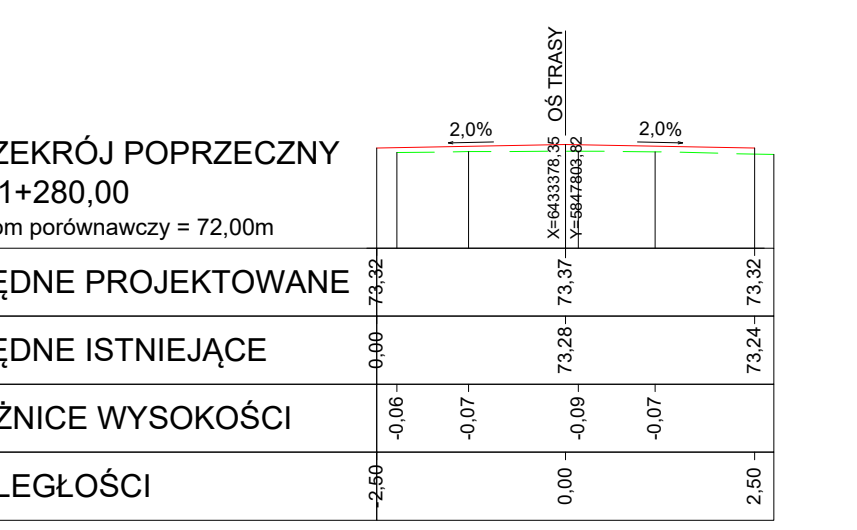 OŚ TRASY
2,0% 2,0%
X=6433378,35
Y=5847803,82
ZEKRÓJ POPRZECZNY
1+280,00
om porównawczy = 72,00m
ĘDNE PROJEKTOWANE 73,32 73,37 73,32
ĘDNE ISTNIEJĄCE 0,00 73,28 73,24
ŻNICE WYSOKOŚCI -0,06 -0,07 -0,09 -0,07
LEGŁOŚCI -2,50 0,00 2,50